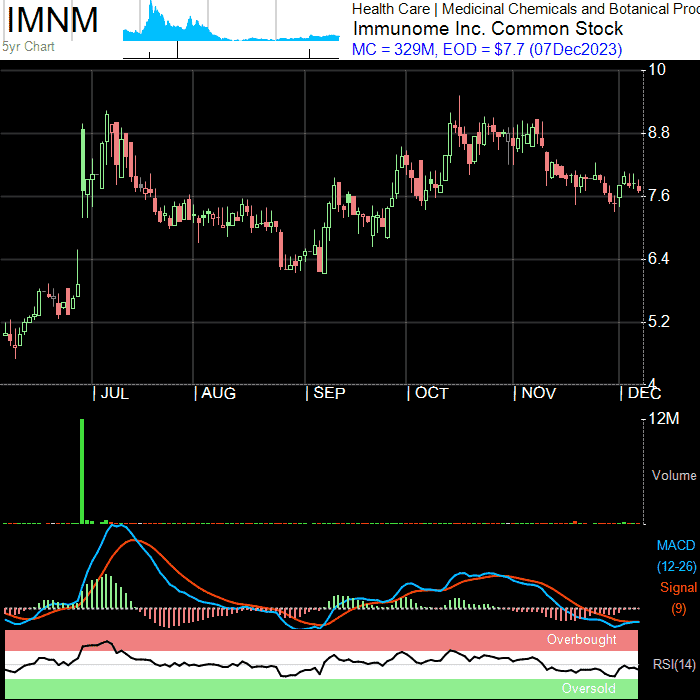 IMNM
5yr Chart
Health Care | Medicinal Chemicals and Botanical Proc
Immunome Inc. Common Stock
MC = 329M, EOD = $7.7 (07Dec2023)
10
8.8
7.6
6.4
5.2
4
| JUL | AUG | SEP | OCT | NOV | DEC
12M
Volume
MACD
(12-26)
Signal
(9)
Overbought
RSI(14)
Oversold